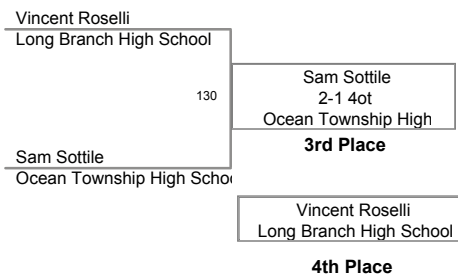 Vincent Roselli
Long Branch High School
130
Sam Sottile
2-1 4ot
Ocean Township High
3rd Place
Sam Sottile
Ocean Township High Schoo
Vincent Roselli
Long Branch High School
4th Place